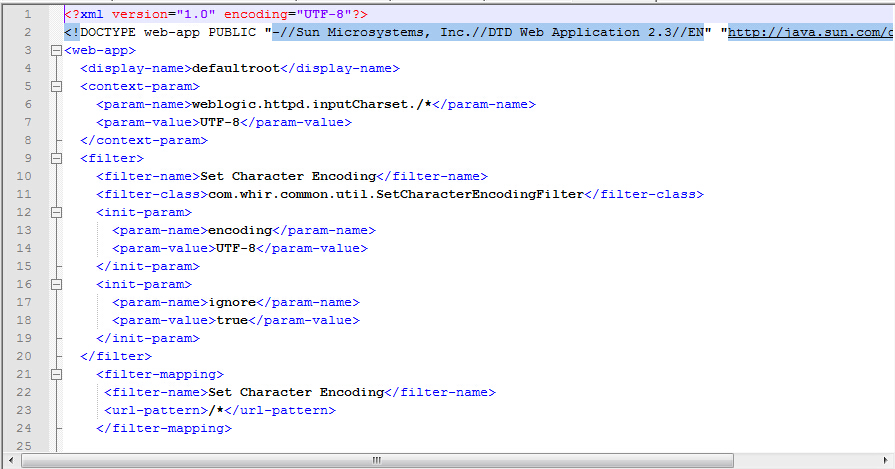 1 <?xml version="1.0" encoding="UTF-8"?>
2 <!DOCTYPE web-app PUBLIC "-//Sun Microsystems, Inc.//DTD Web Application 2.3//EN" "http://java.sun.com/
3 <web-app>
4 <display-name>defaultroot</display-name>
5 <context-param>
6 <param-name>weblogic.httpd.inputCharset./*</param-name>
7 <param-value>UTF-8</param-value>
8 </context-param>
9 <filter>
10 <filter-name>Set Character Encoding</filter-name>
11 <filter-class>com.whir.common.util.SetCharacterEncodingFilter</filter-class>
12 <init-param>
13 <param-name>encoding</param-name>
14 <param-value>UTF-8</param-value>
15 </init-param>
16 <init-param>
17 <param-name>ignore</param-name>
18 <param-value>true</param-value>
19 </init-param>
20 </filter>
21 <filter-mapping>
22 <filter-name>Set Character Encoding</filter-name>
23 <url-pattern>/*</url-pattern>
24 </filter-mapping>
25